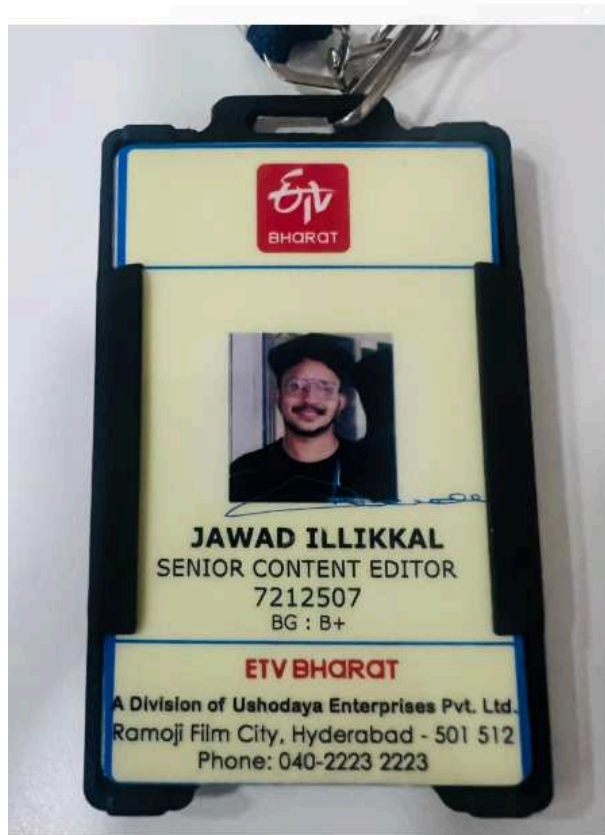 ETV
BHARAT
JAWAD ILLIKKAL
SENIOR CONTENT EDITOR
7212507
BG : B+
ETV BHARAT
A Division of Ushodaya Enterprises Pvt. Ltd.
Ramoji Film City, Hyderabad - 501 512
Phone: 040-2223 2223